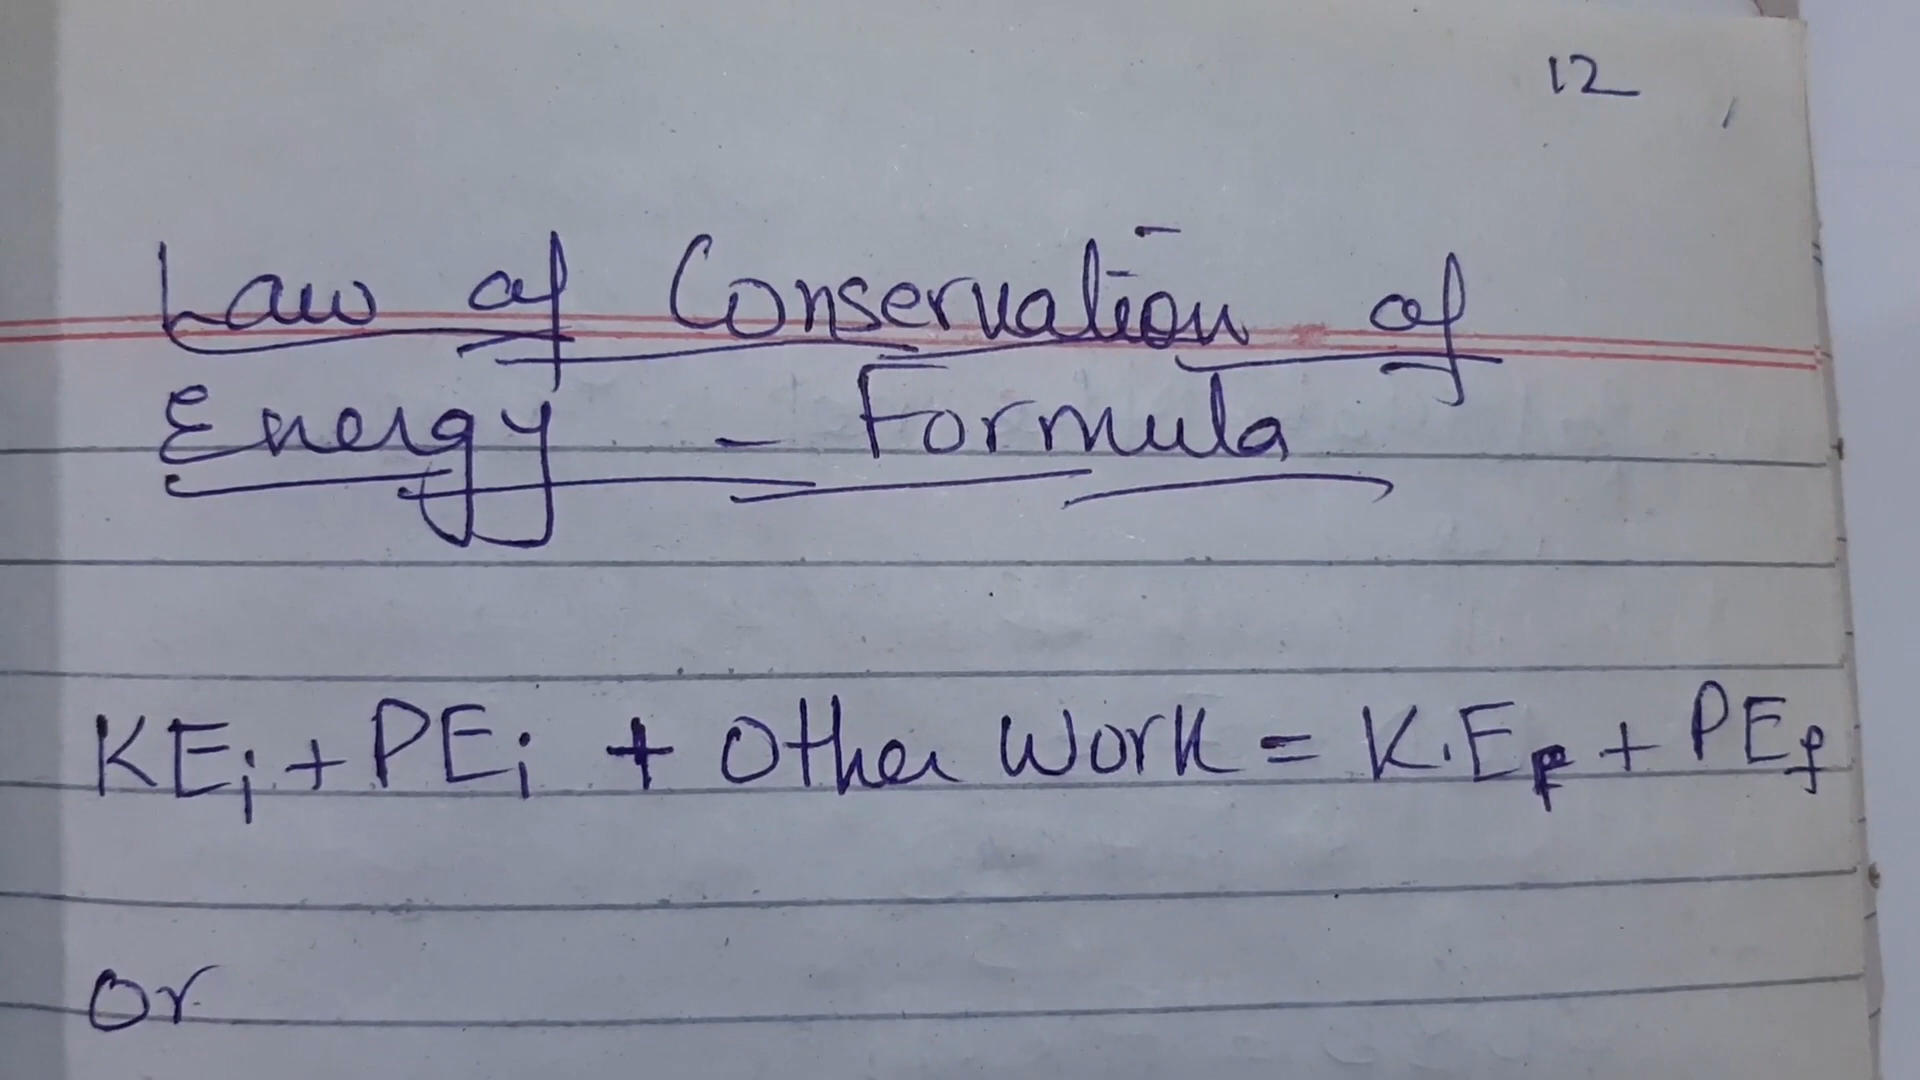 12
Law of Conservation of
Energy - Formula
KEi + PEi + Other Work = K.EF + PEf
or